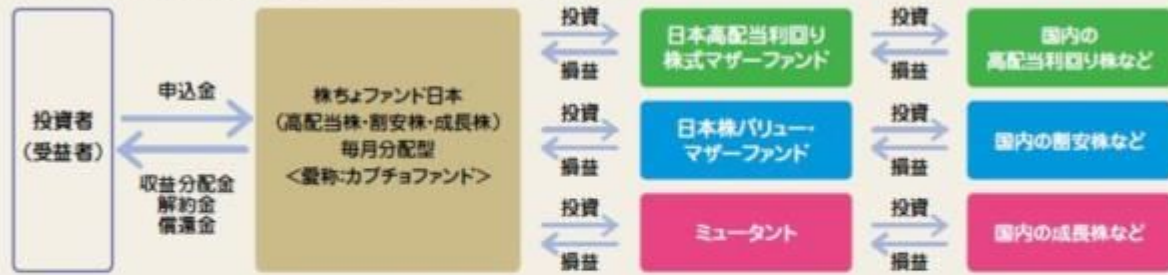 投資者
(受益者)
申込金
収益分配金
解約金
償還金
株ちょファンド日本
(高配当株・割安株・成長株)
毎月分配型
<愛称:カブチョファンド>
投資
損益
日本高配当利回り
株式マザーファンド
投資
損益
国内の
高配当利回り株など
投資
損益
日本株バリュー・
マザーファンド
投資
損益
国内の割安株など
投資
損益
ミュータント
投資
損益
国内の成長株など